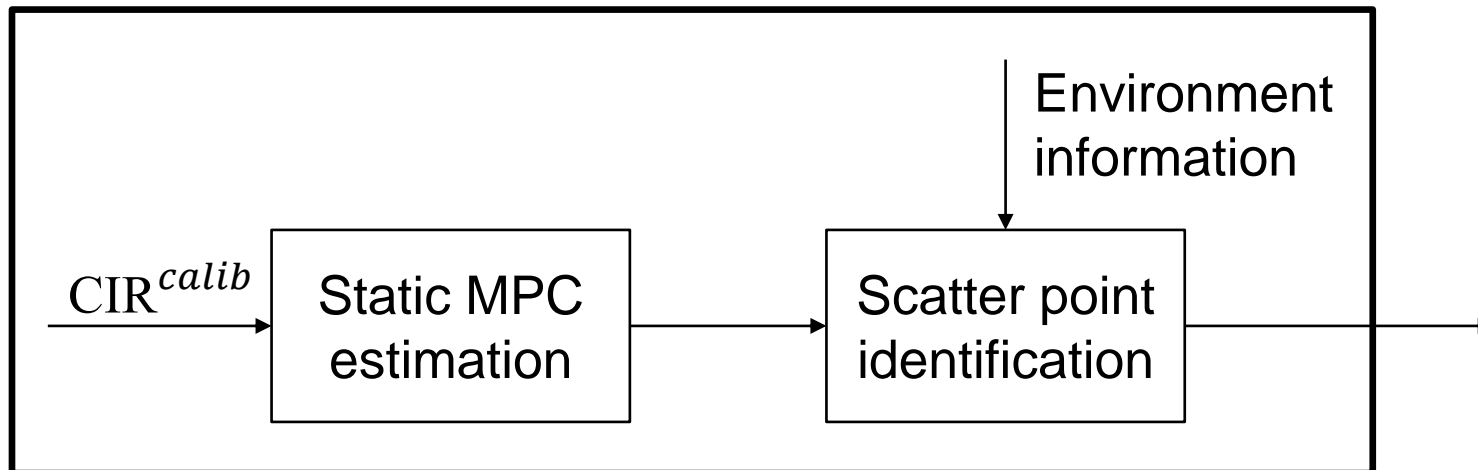 Environment
information
CIR^calib
Static MPC
estimation
Scatter point
identification